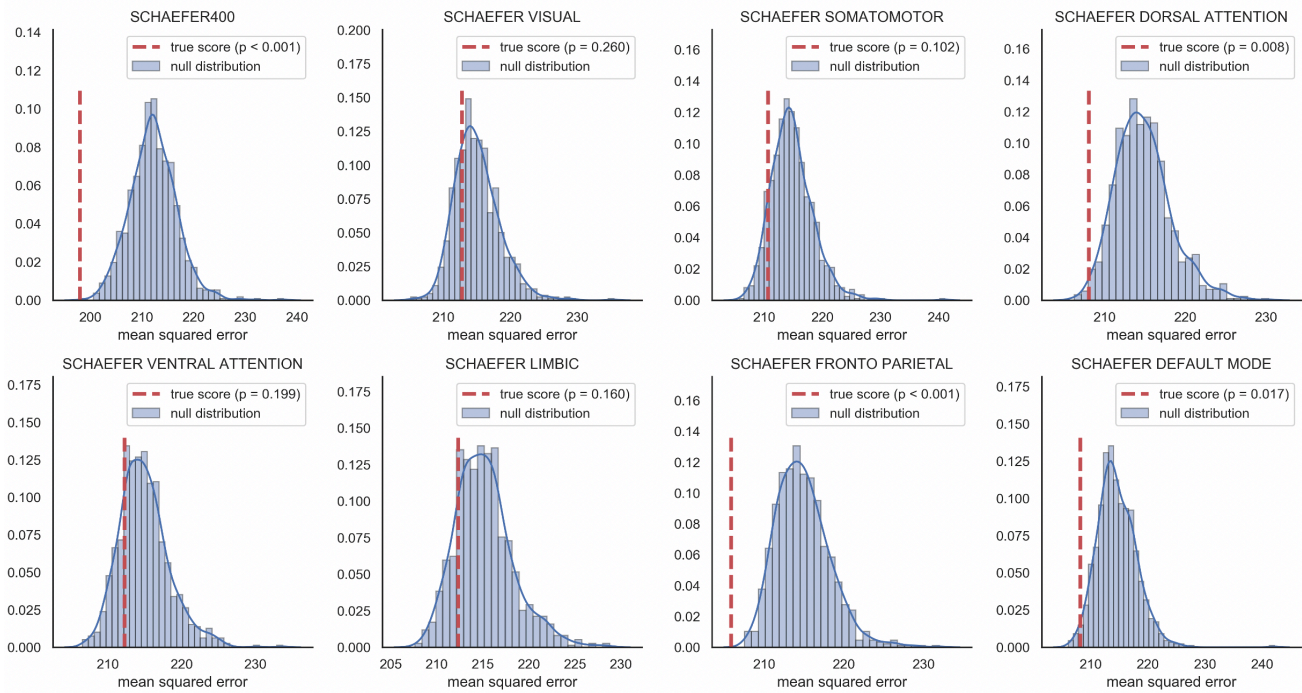 SCHAEFER400
0.14
0.12
0.10
0.08
0.06
0.04
0.02
0.00
true score (p < 0.001)
null distribution
200 210 220 230 240
mean squared error
SCHAEFER VISUAL
0.200
0.175
0.150
0.125
0.100
0.075
0.050
0.025
0.000
true score (p = 0.260)
null distribution
210 220 230
mean squared error
SCHAEFER SOMATOMOTOR
0.16
0.14
0.12
0.10
0.08
0.06
0.04
0.02
0.00
true score (p = 0.102)
null distribution
210 220 230 240
mean squared error
SCHAEFER DORSAL ATTENTION
0.16
0.14
0.12
0.10
0.08
0.06
0.04
0.02
0.00
true score (p = 0.008)
null distribution
210 220 230
mean squared error
SCHAEFER VENTRAL ATTENTION
0.175
0.150
0.125
0.100
0.075
0.050
0.025
0.000
true score (p = 0.199)
null distribution
210 220 230
mean squared error
SCHAEFER LIMBIC
0.175
0.150
0.125
0.100
0.075
0.050
0.025
0.000
true score (p = 0.160)
null distribution
205 210 215 220 225 230
mean squared error
SCHAEFER FRONTO PARIETAL
0.16
0.14
0.12
0.10
0.08
0.06
0.04
0.02
0.00
true score (p < 0.001)
null distribution
210 220 230
mean squared error
SCHAEFER DEFAULT MODE
0.175
0.150
0.125
0.100
0.075
0.050
0.025
0.000
true score (p = 0.017)
null distribution
210 220 230 240
mean squared error